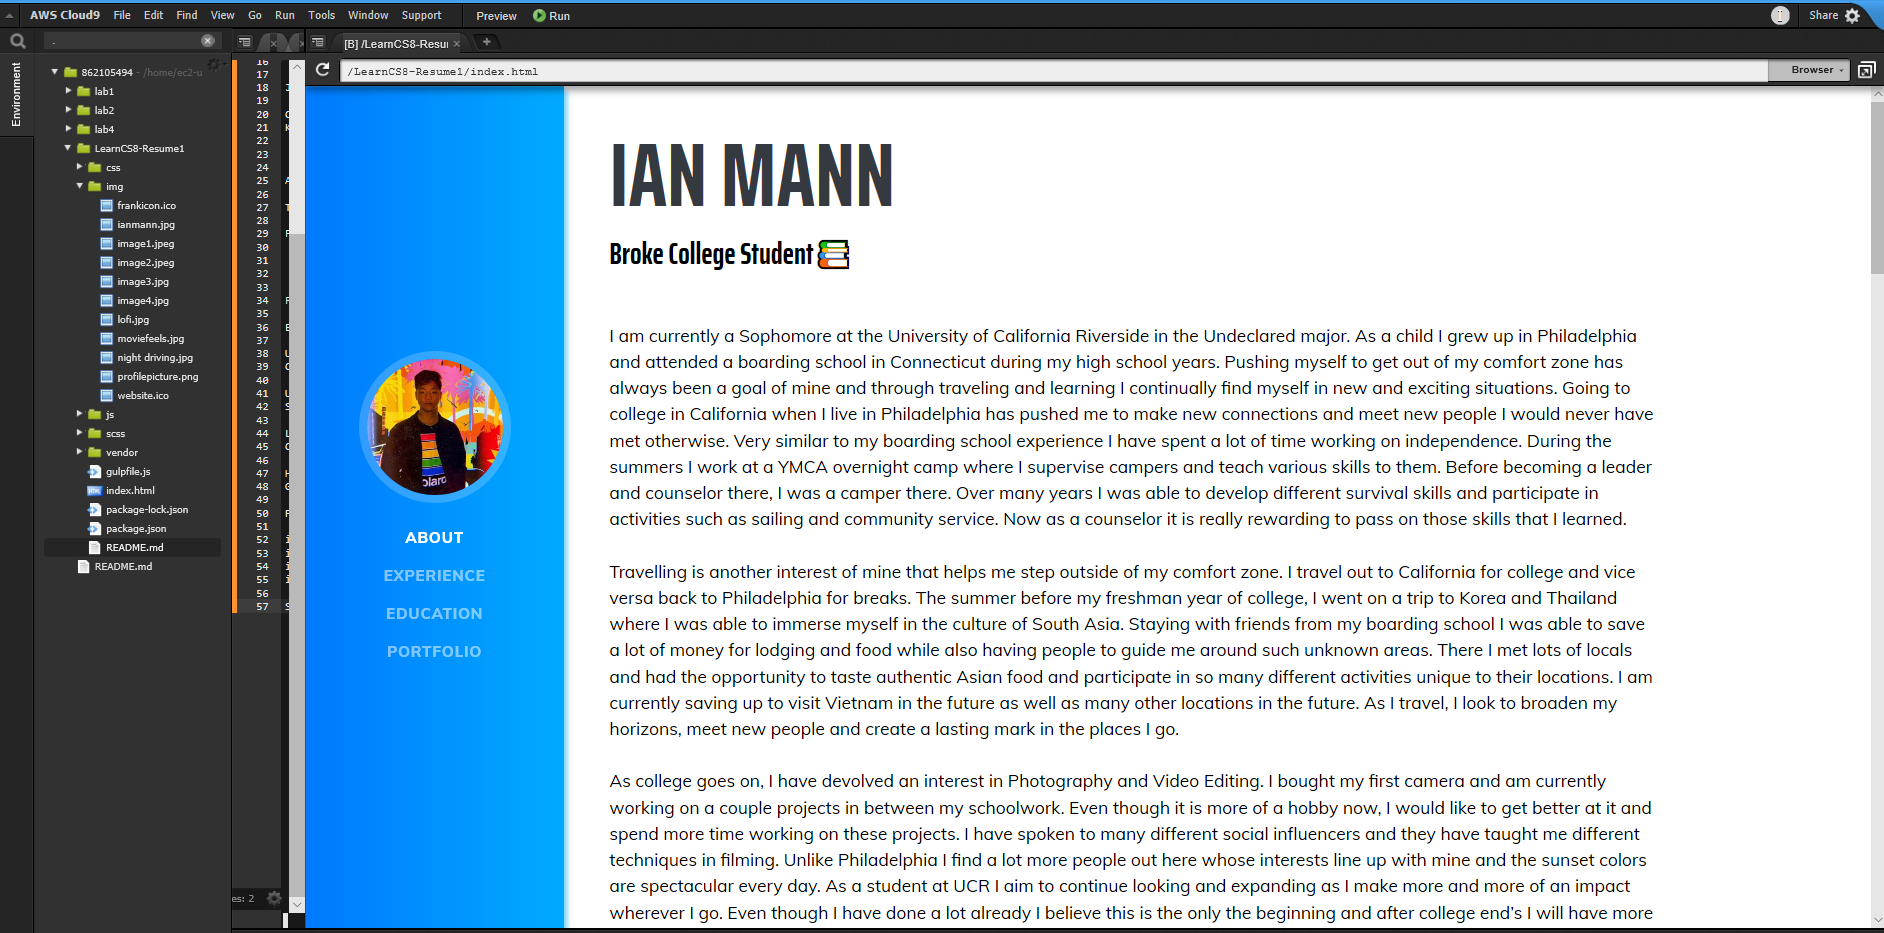 AWS Cloud9 File Edit Find View Go Run Tools Window Support Preview Run Share
[B] /LearnCS8-Resu
/LearnCS8-Resume1/index.html
Browser
Environment
862105494 - /home/ec2-u
lab1
lab2
lab4
LearnCS8-Resume1
css
img
frankicon.ico
ianmann.jpg
image1.jpeg
image2.jpeg
image3.jpg
image4.jpg
lofi.jpg
moviefeels.jpg
night driving.jpg
profilepicture.png
website.ico
js
scss
vendor
gulpfile.js
index.html
package-lock.json
package.json
README.md
README.md
16
17
18 J
19
20
21 K
22
23
24
25 A
26
27 T
28
29
30
31
32
33
34
35
36
37
38 U
39
40
41 U
42 S
43
44 L
45
46
47 H
48 G
49
50
51
52 i
53 i
54 i
55 i
56
57 S
es: 2
ABOUT
EXPERIENCE
EDUCATION
PORTFOLIO
IAN MANN
Broke College Student
I am currently a Sophomore at the University of California Riverside in the Undeclared major. As a child I grew up in Philadelphia
and attended a boarding school in Connecticut during my high school years. Pushing myself to get out of my comfort zone has
always been a goal of mine and through traveling and learning I continually find myself in new and exciting situations. Going to
college in California when I live in Philadelphia has pushed me to make new connections and meet new people I would never have
met otherwise. Very similar to my boarding school experience I have spent a lot of time working on independence. During the
summers I work at a YMCA overnight camp where I supervise campers and teach various skills to them. Before becoming a leader
and counselor there, I was a camper there. Over many years I was able to develop different survival skills and participate in
activities such as sailing and community service. Now as a counselor it is really rewarding to pass on those skills that I learned.
Travelling is another interest of mine that helps me step outside of my comfort zone. I travel out to California for college and vice
versa back to Philadelphia for breaks. The summer before my freshman year of college, I went on a trip to Korea and Thailand
where I was able to immerse myself in the culture of South Asia. Staying with friends from my boarding school I was able to save
a lot of money for lodging and food while also having people to guide me around such unknown areas. There I met lots of locals
and had the opportunity to taste authentic Asian food and participate in so many different activities unique to their locations. I am
currently saving up to visit Vietnam in the future as well as many other locations in the future. As I travel, I look to broaden my
horizons, meet new people and create a lasting mark in the places I go.
As college goes on, I have devolved an interest in Photography and Video Editing. I bought my first camera and am currently
working on a couple projects in between my schoolwork. Even though it is more of a hobby now, I would like to get better at it and
spend more time working on these projects. I have spoken to many different social influencers and they have taught me different
techniques in filming. Unlike Philadelphia I find a lot more people out here whose interests line up with mine and the sunset colors
are spectacular every day. As a student at UCR I aim to continue looking and expanding as I make more and more of an impact
wherever I go. Even though I have done a lot already I believe this is the only the beginning and after college end's I will have more